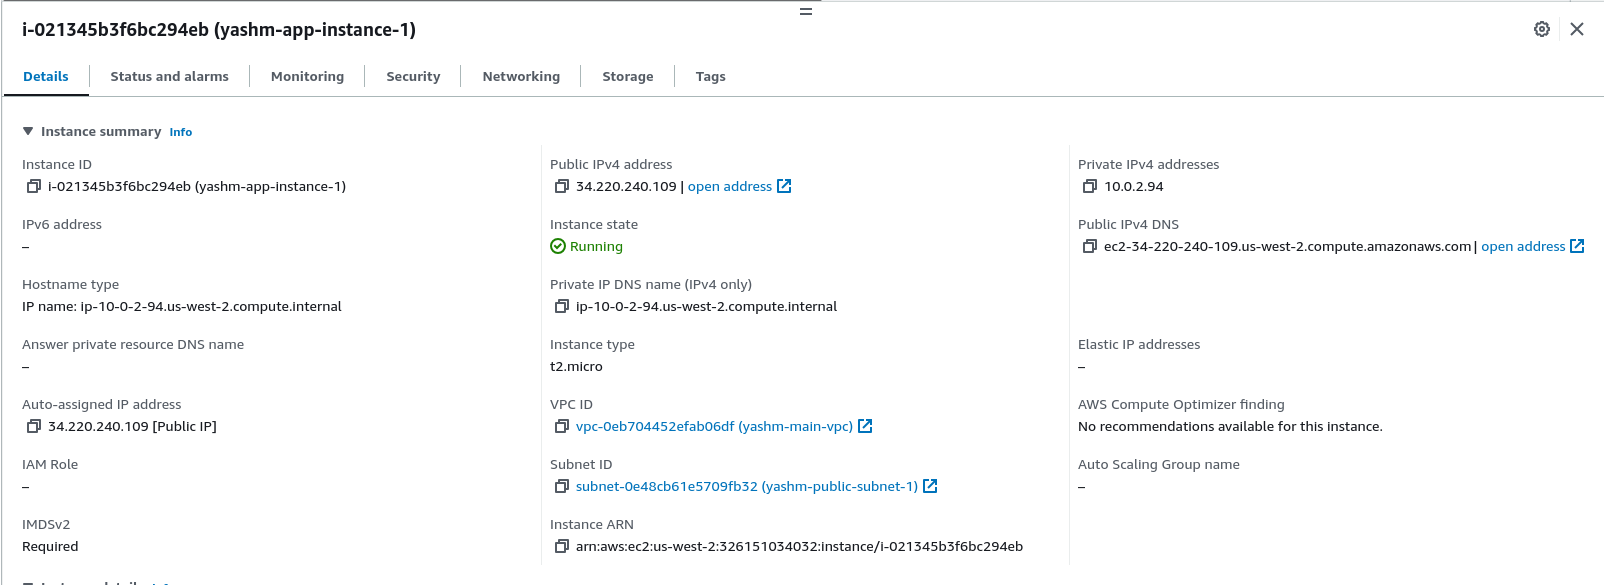 i-021345b3f6bc294eb (yashm-app-instance-1)
Details
Status and alarms
Monitoring
Security
Networking
Storage
Tags
Instance summary Info
Instance ID
i-021345b3f6bc294eb (yashm-app-instance-1)
Public IPv4 address
34.220.240.109 | open address
Private IPv4 addresses
10.0.2.94
IPv6 address
–
Instance state
Running
Public IPv4 DNS
ec2-34-220-240-109.us-west-2.compute.amazonaws.com | open address
Hostname type
IP name: ip-10-0-2-94.us-west-2.compute.internal
Private IP DNS name (IPv4 only)
ip-10-0-2-94.us-west-2.compute.internal
Answer private resource DNS name
–
Instance type
t2.micro
Elastic IP addresses
–
Auto-assigned IP address
34.220.240.109 [Public IP]
VPC ID
vpc-0eb704452efab06df (yashm-main-vpc)
AWS Compute Optimizer finding
No recommendations available for this instance.
IAM Role
–
Subnet ID
subnet-0e48cb61e5709fb32 (yashm-public-subnet-1)
Auto Scaling Group name
–
IMDSv2
Required
Instance ARN
arn:aws:ec2:us-west-2:326151034032:instance/i-021345b3f6bc294eb